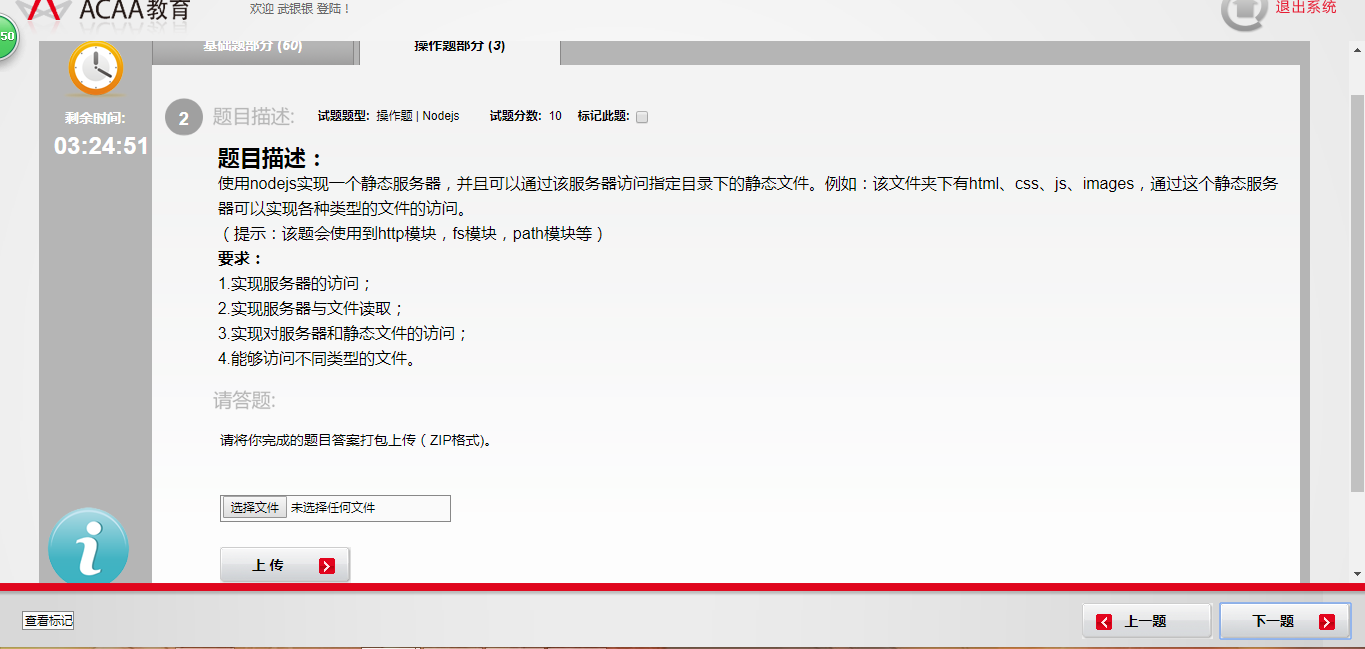 ACAA教育
欢迎 武银银 登陆！
退出系统
50
基础题部分 (60)
操作题部分 (3)
剩余时间:
03:24:51
2
题目描述:
试题题型: 操作题 | Nodejs
试题分数: 10
标记此题:
题目描述：
使用nodejs实现一个静态服务器，并且可以通过该服务器访问指定目录下的静态文件。例如：该文件夹下有html、css、js、images，通过这个静态服务
器可以实现各种类型的文件的访问。
（提示：该题会使用到http模块，fs模块，path模块等）
要求：
1.实现服务器的访问；
2.实现服务器与文件读取；
3.实现对服务器和静态文件的访问；
4.能够访问不同类型的文件。
请答题:
请将你完成的题目答案打包上传（ZIP格式）。
选择文件 未选择任何文件
上 传
查看标记
上一题
下一题